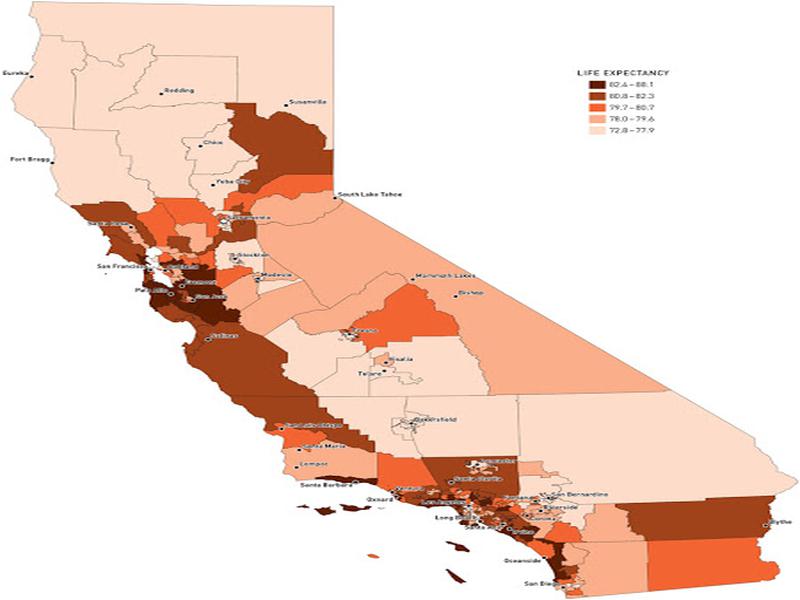 LIFE EXPECTANCY
82.4–88.1
80.8–82.3
79.7–80.7
78.0–79.6
72.8–77.9
Eureka
Redding
Susanville
Chico
Fort Bragg
Yuba City
South Lake Tahoe
Sacramento
Santa Rosa
Stockton
San Francisco
Oakland
Modesto
Fremont
Palo Alto
San Jose
Mammoth Lakes
Bishop
Salinas
Fresno
Visalia
Tulare
Bakersfield
San Luis Obispo
Santa Maria
Lompoc
Santa Barbara
Lancaster
Santa Clarita
Ventura
Oxnard
Los Angeles
San Bernardino
Riverside
Long Beach
Corona
Santa Ana
Irvine
Blythe
Oceanside
San Diego